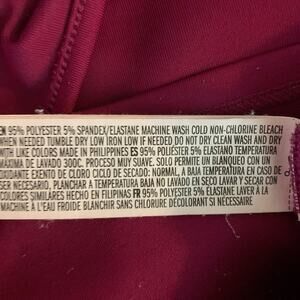 EN 95% POLYESTER 5% SPANDEX/ELASTANE MACHINE WASH COLD NON-CHLORINE BLEACH
WHEN NEEDED TUMBLE DRY LOW IRON LOW IF NEEDED DO NOT DRY CLEAN WASH AND DRY
WITH LIKE COLORS MADE IN PHILIPPINES ES 95% POLIÉSTER 5% ELASTANO TEMPERATURA
MAX. LAVADO 300C. PROCESO MUY SUAVE. SOLO PERMITE UN BLANQUEO CON UN
OXIDANTE EXENTO DE CLORO CICLO DE SECADO: NORMAL, A BAJA TEMPERATURA EN CASO DE
SER NECESARIO. PLANCHAR A TEMPERATURA BAJA NO LAVADO EN SECO LAVAR Y SECAR CON
COLORES SIMILARES HECHO EN FILIPINAS FR 95% POLYESTER 5% ELASTANE LAVER A LA
MACHINE A L'EAU FROIDE BLANCHIR SANS CHLORURE DÉCOLORANT SI NÉCESSAIRE